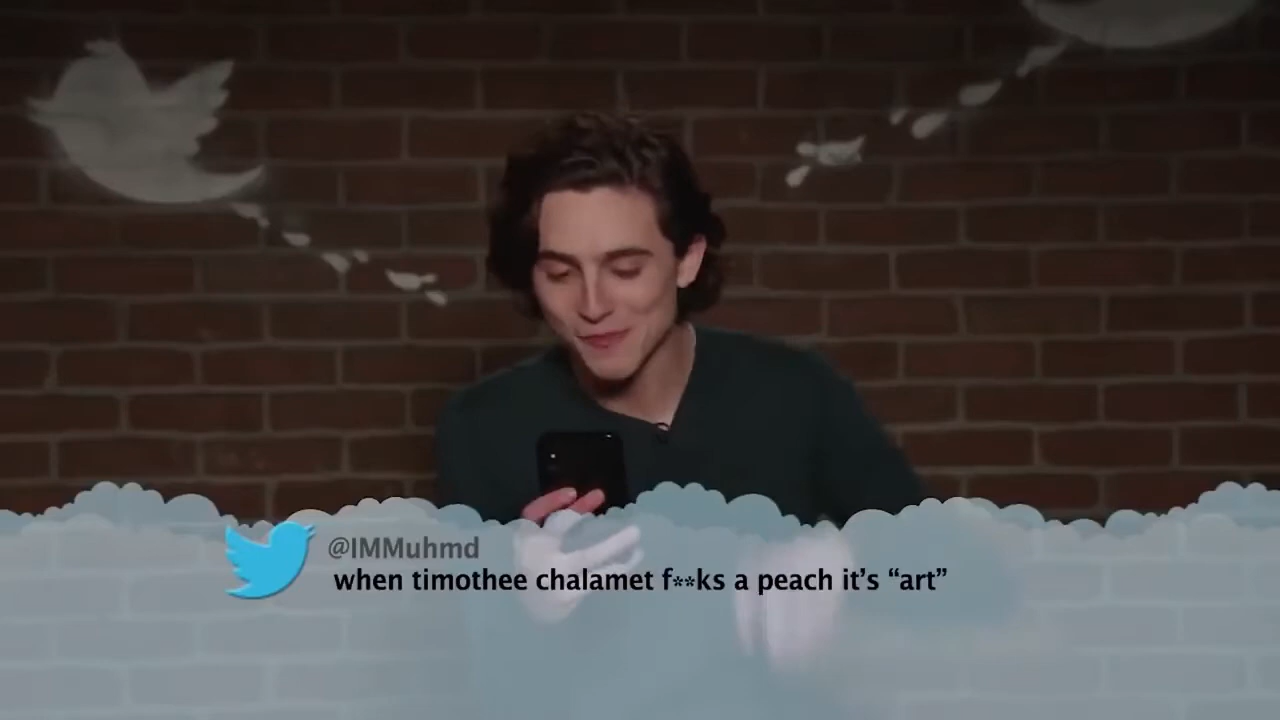 @IMMuhmd
when timothee chalamet f**ks a peach it’s “art”